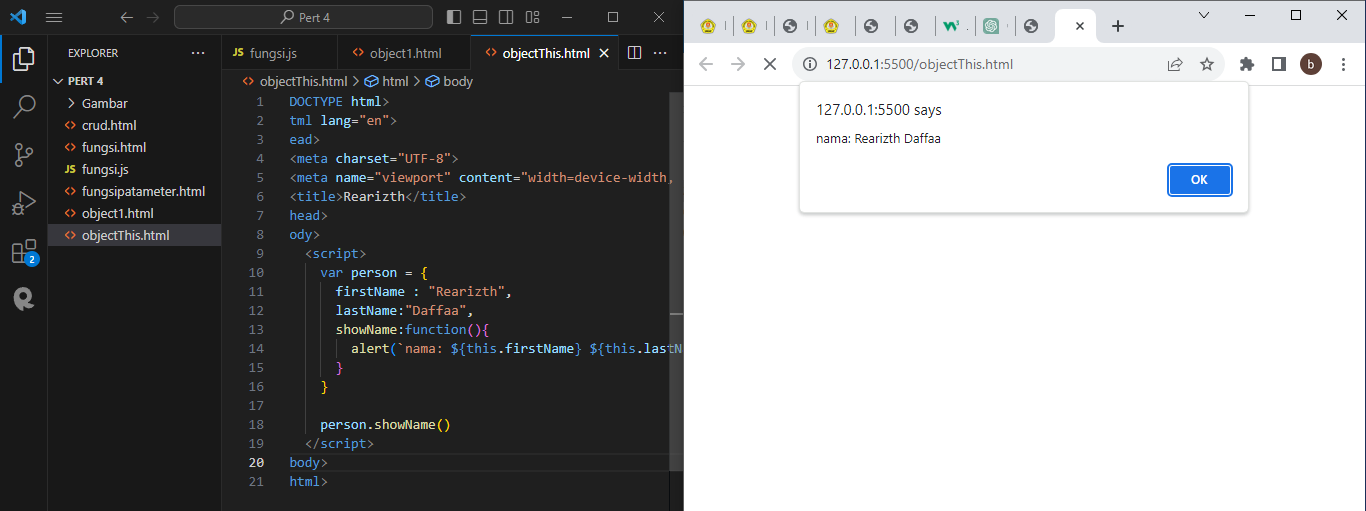 Pert 4
EXPLORER
PERT 4
Gambar
crud.html
fungsi.html
fungsi.js
fungsipatameter.html
object1.html
objectThis.html
2
JS fungsi.js
object1.html
objectThis.html
objectThis.html > html > body
1 DOCTYPE html>
2 tml lang="en">
3 ead>
4 <meta charset="UTF-8">
5 <meta name="viewport" content="width=device-width,
6 <title>Rearizth</title>
7 head>
8 ody>
9 <script>
10 var person = {
11 firstName : "Rearizth",
12 lastName:"Daffaa",
13 showName:function(){
14 alert(`nama: ${this.firstName} ${this.lastN
15 }
16 }
17
18 person.showName()
19 </script>
20 body>
21 html>
127.0.0.1:5500/objectThis.html
b
127.0.0.1:5500 says
nama: Rearizth Daffaa
OK